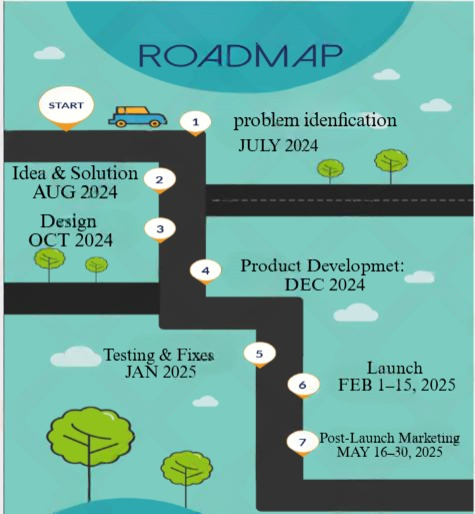 ROADMAP
START
1
problem idenfication
JULY 2024
Idea & Solution
AUG 2024
2
Design
OCT 2024
3
4
Product Developmet:
DEC 2024
Testing & Fixes
JAN 2025
5
6
Launch
FEB 1–15, 2025
7
Post-Launch Marketing
MAY 16–30, 2025